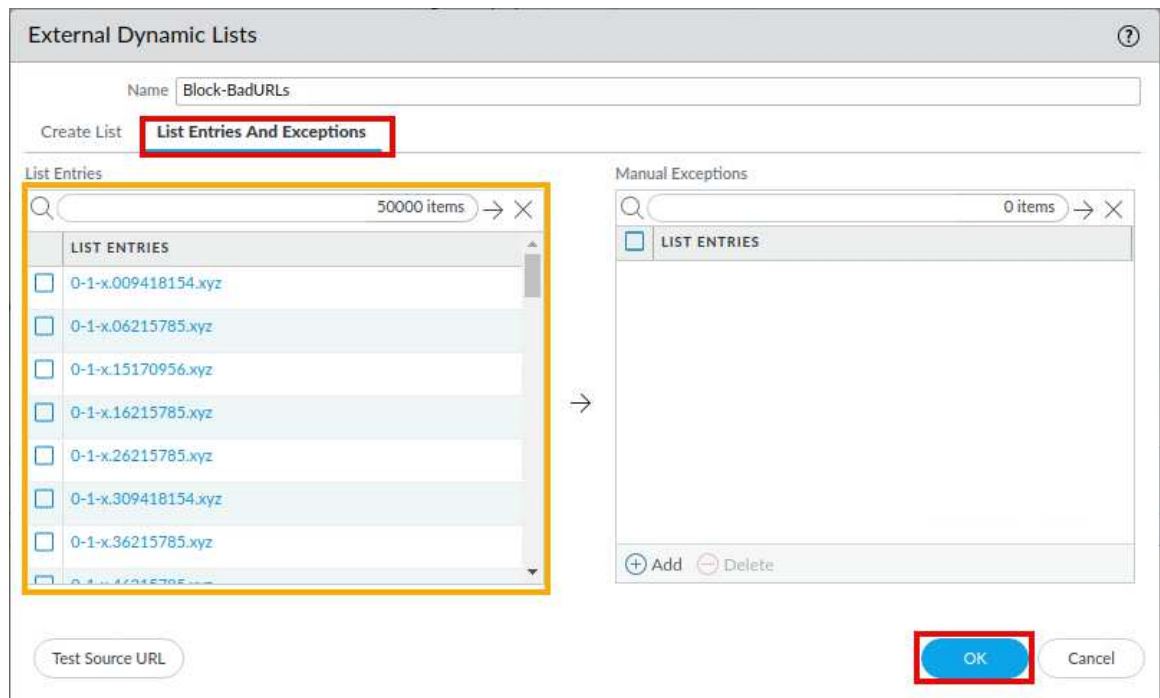 External Dynamic Lists
Name Block-BadURLs
Create List List Entries And Exceptions
List Entries
50000 items
LIST ENTRIES
0-1-x.009418154.xyz
0-1-x.06215785.xyz
0-1-x.15170956.xyz
0-1-x.16215785.xyz
0-1-x.26215785.xyz
0-1-x.309418154.xyz
0-1-x.36215785.xyz
Manual Exceptions
0 items
LIST ENTRIES
Add Delete
Test Source URL
OK Cancel